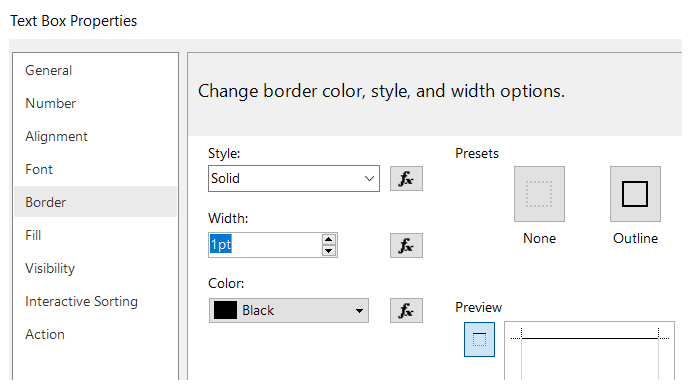 Text Box Properties
General
Number
Alignment
Font
Border
Fill
Visibility
Interactive Sorting
Action
Change border color, style, and width options.
Style:
Solid
fx
Width:
1pt
fx
Color:
Black
fx
Presets
None
Outline
Preview